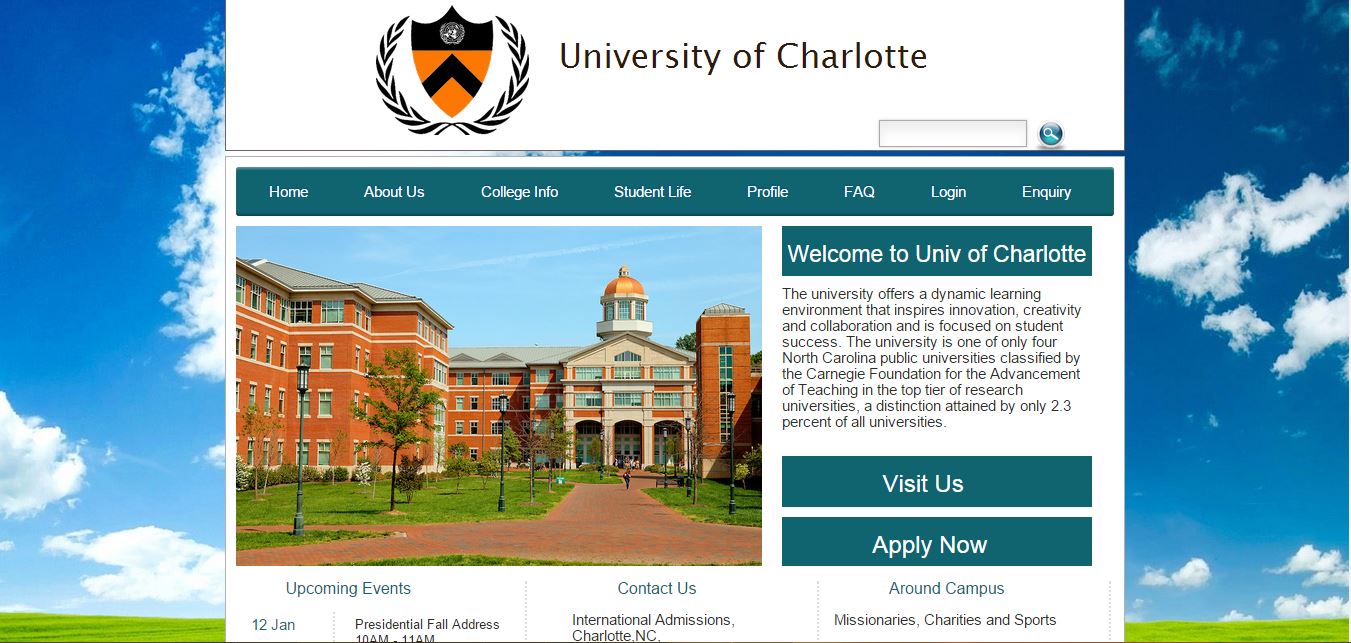 University of Charlotte
Home About Us College Info Student Life Profile FAQ Login Enquiry
Welcome to Univ of Charlotte
The university offers a dynamic learning
environment that inspires innovation, creativity
and collaboration and is focused on student
success. The university is one of only four
North Carolina public universities classified by
the Carnegie Foundation for the Advancement
of Teaching in the top tier of research
universities, a distinction attained by only 2.3
percent of all universities.
Visit Us
Apply Now
Upcoming Events
12 Jan
Presidential Fall Address
10AM - 11AM
Contact Us
International Admissions,
Charlotte,NC,
Around Campus
Missionaries, Charities and Sports